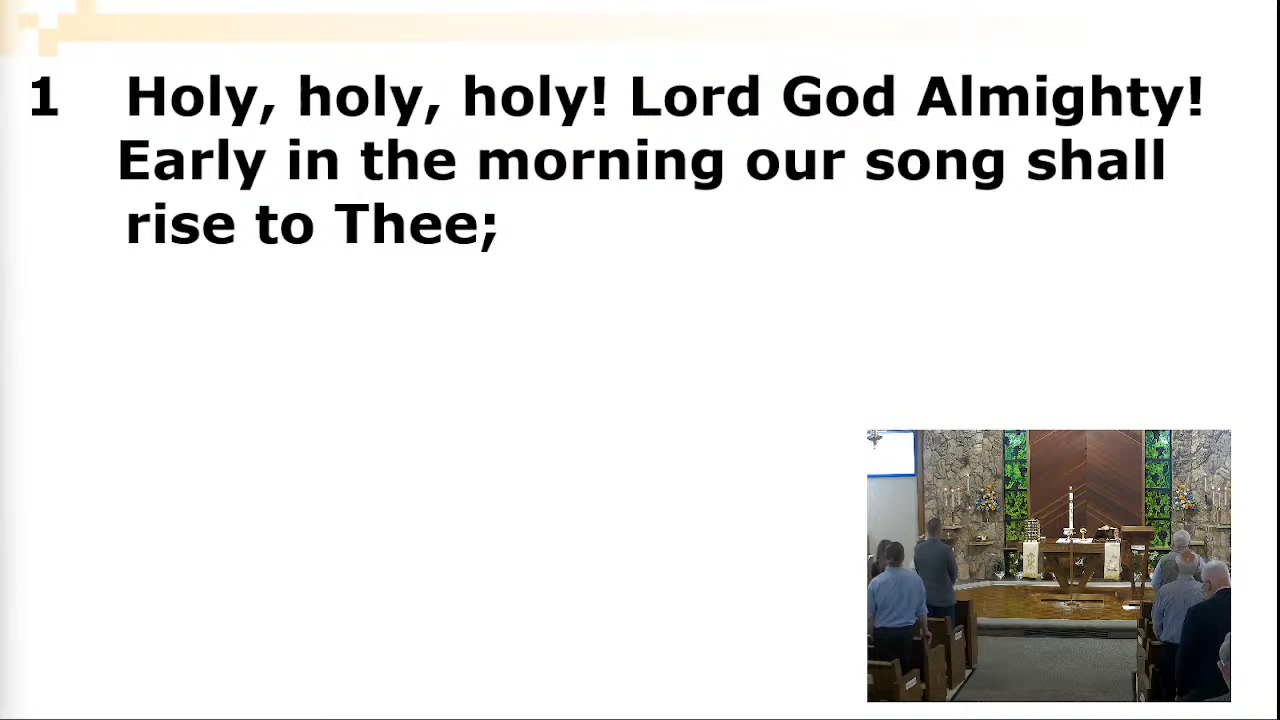 1 Holy, holy, holy! Lord God Almighty!
Early in the morning our song shall
rise to Thee;